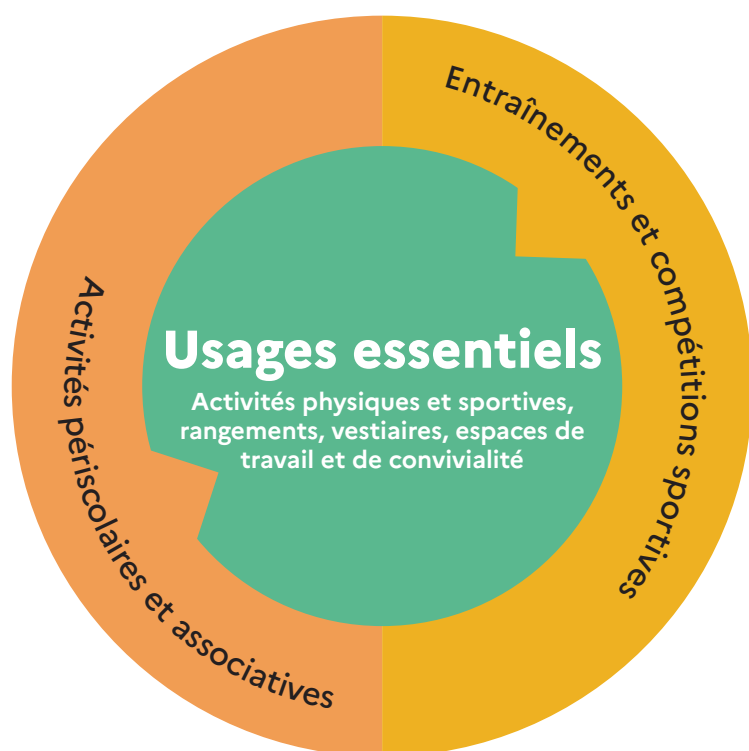 Entraînements et compétitions sportives
Usages essentiels
Activités physiques et sportives,
rangements, vestiaires, espaces de
travail et de convivialité
Activités périscolaires et associatives